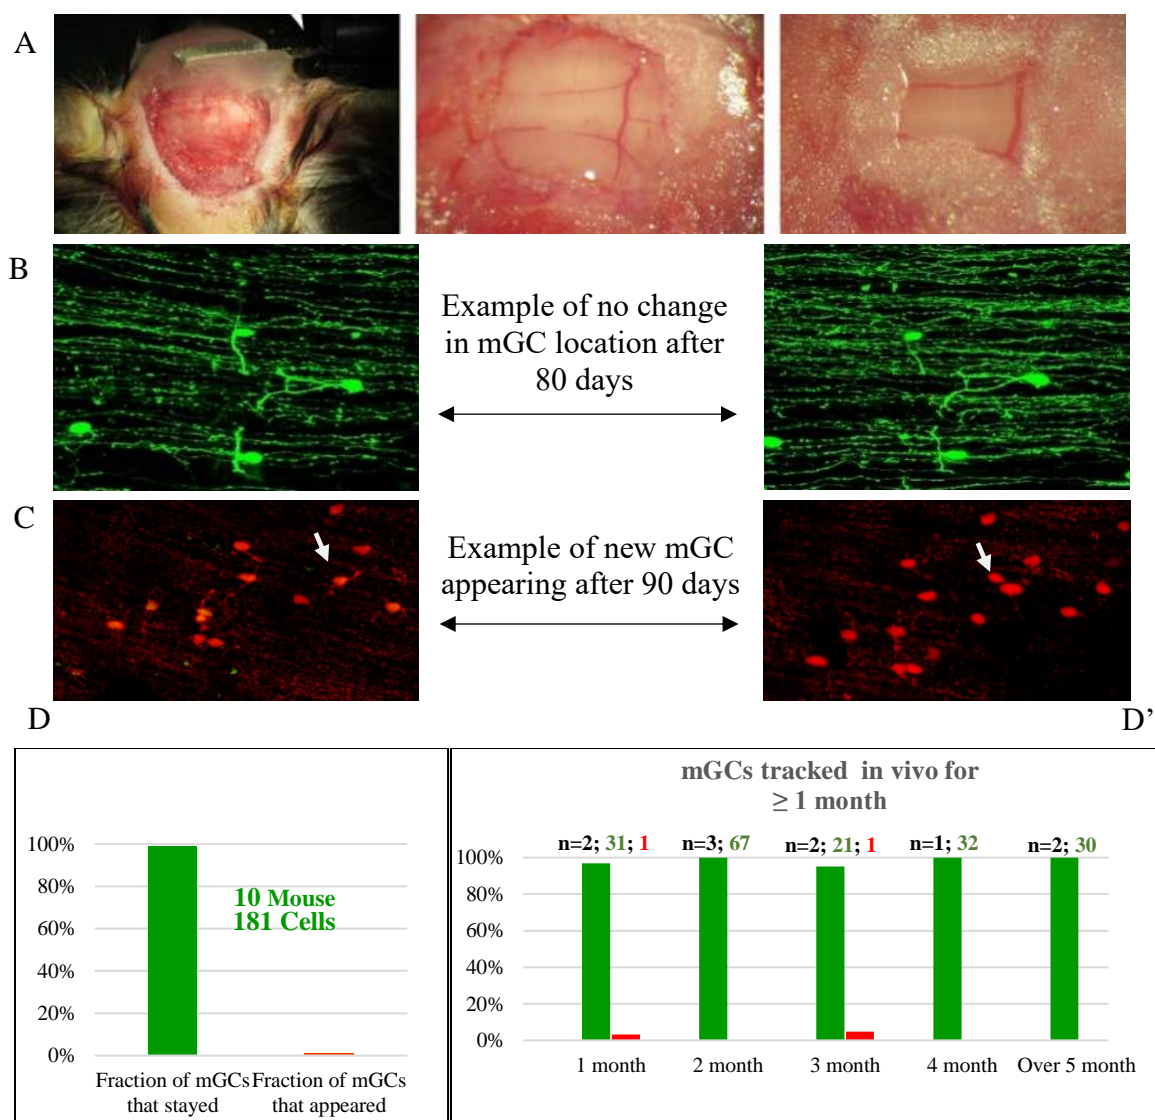 A
B
Example of no change
in mGC location after
80 days
C
Example of new mGC
appearing after 90 days
D
D’
100%
80%
60%
40%
20%
0%
10 Mouse
181 Cells
Fraction of mGCs
that stayed
Fraction of mGCs
that appeared
mGCs tracked in vivo for
≥ 1 month
n=2; 31; 1
n=3; 67
n=2; 21; 1
n=1; 32
n=2; 30
100%
80%
60%
40%
20%
0%
1 month
2 month
3 month
4 month
Over 5 month